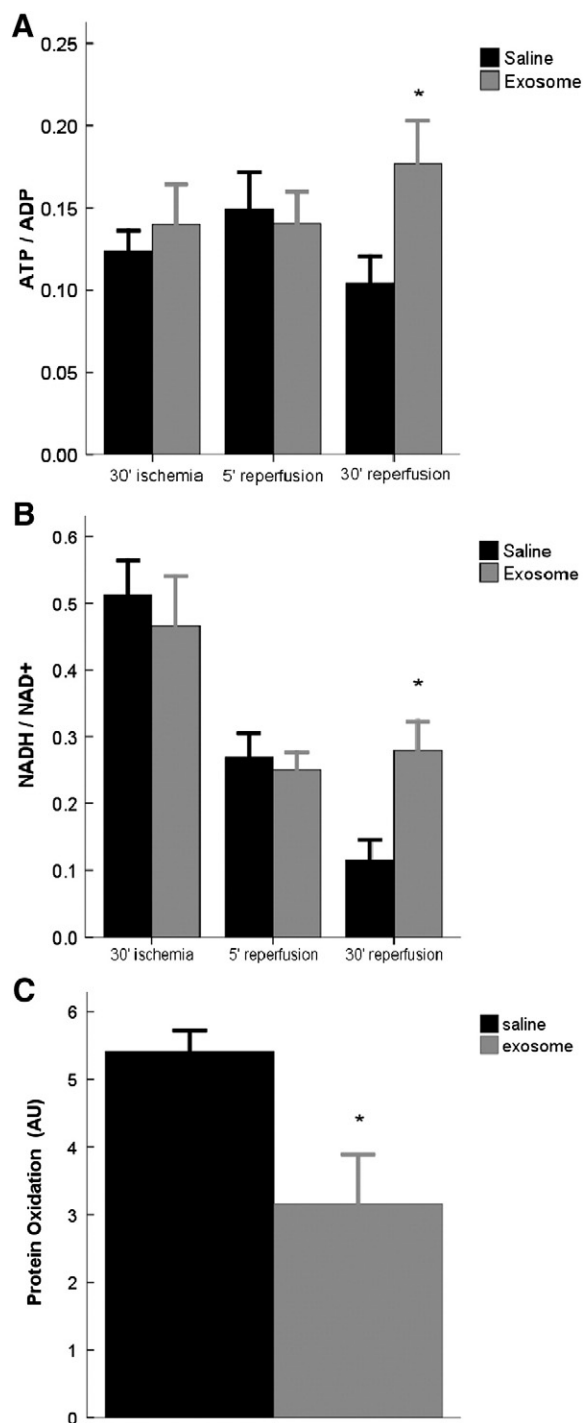 A
0.25
0.20
0.15
0.10
0.05
0.00
ATP / ADP
Saline
Exosome
*
30' ischemia 5' reperfusion 30' reperfusion
B
0.6
0.5
0.4
0.3
0.2
0.1
0.0
NADH / NAD+
Saline
Exosome
*
30' ischemia 5' reperfusion 30' reperfusion
C
6
5
4
3
2
1
0
Protein Oxidation (AU)
saline
exosome
*